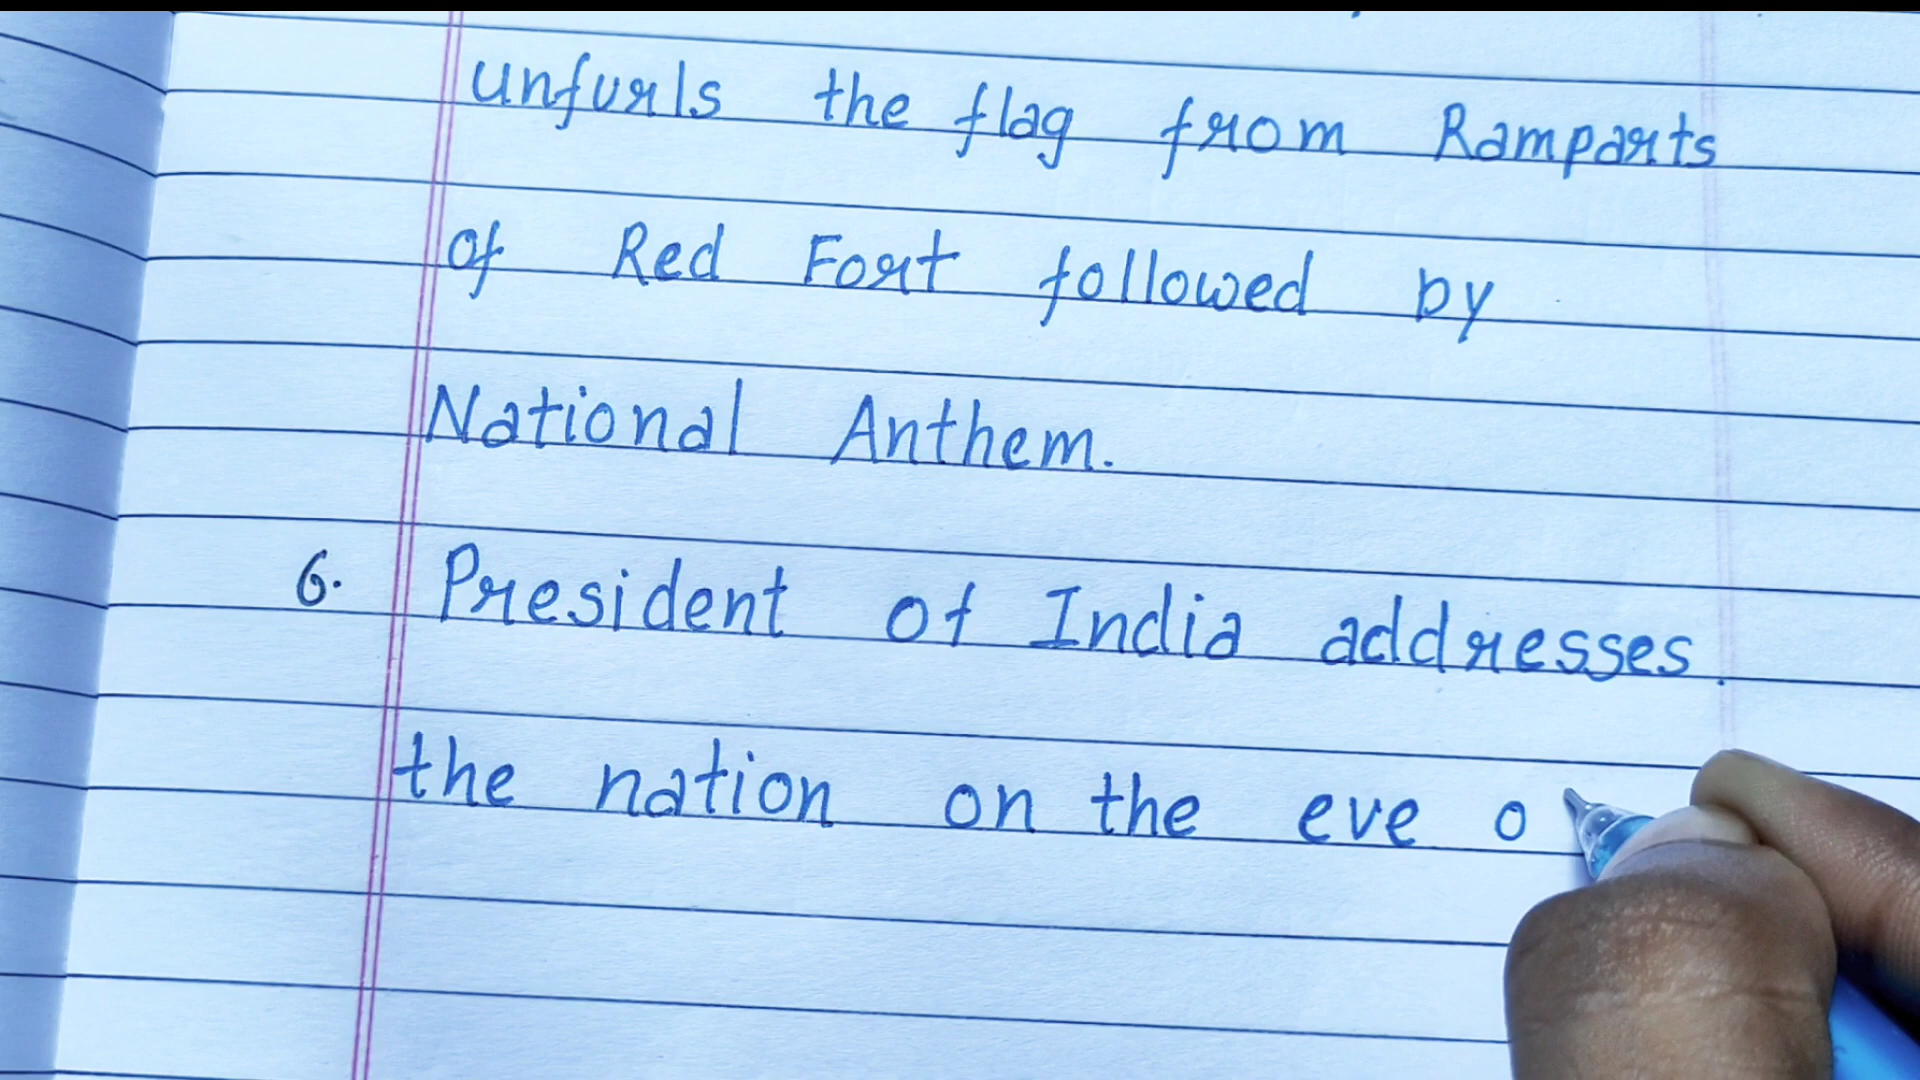 unfurls the flag from Ramparts
of Red Fort followed by
National Anthem.
6. President of India addresses
the nation on the eve o